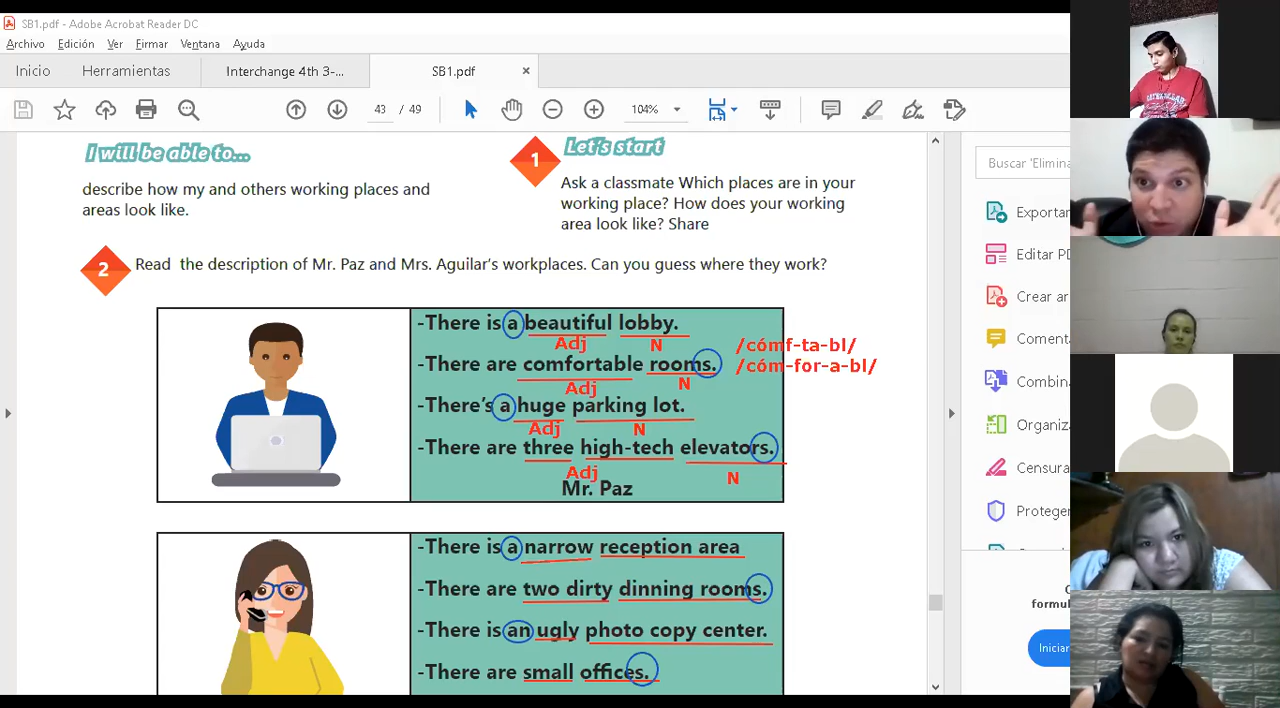 SB1.pdf - Adobe Acrobat Reader DC
Archivo Edición Ver Firmar Ventana Ayuda
Inicio Herramientas Interchange 4th 3-... SB1.pdf ×
43 / 49 104%
I will be able to...
describe how my and others working places and
areas look like.
1
Let's start
Ask a classmate Which places are in your
working place? How does your working
area look like? Share
2
Read the description of Mr. Paz and Mrs. Aguilar's workplaces. Can you guess where they work?
-There is a beautiful lobby.
Adj N
/cómf-ta-bl/
-There are comfortable rooms.
/cóm-for-a-bl/
Adj N
-There's a huge parking lot.
Adj N
-There are three high-tech elevators.
Adj N
Mr. Paz
-There is a narrow reception area
-There are two dirty dinning rooms.
-There is an ugly photo copy center.
-There are small offices.
Buscar 'Elimina
Exportar
Editar PD
Crear ar
Comenta
Combin
Organiza
Censura
Proteger
formu
Iniciar
CATERPILLAR